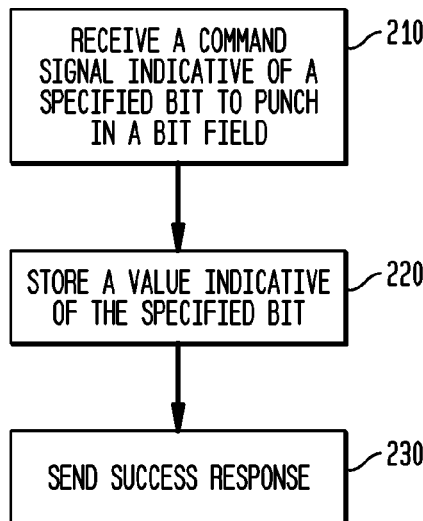 RECEIVE A COMMAND
SIGNAL INDICATIVE OF A
SPECIFIED BIT TO PUNCH
IN A BIT FIELD
210
STORE A VALUE INDICATIVE
OF THE SPECIFIED BIT
220
SEND SUCCESS RESPONSE
230